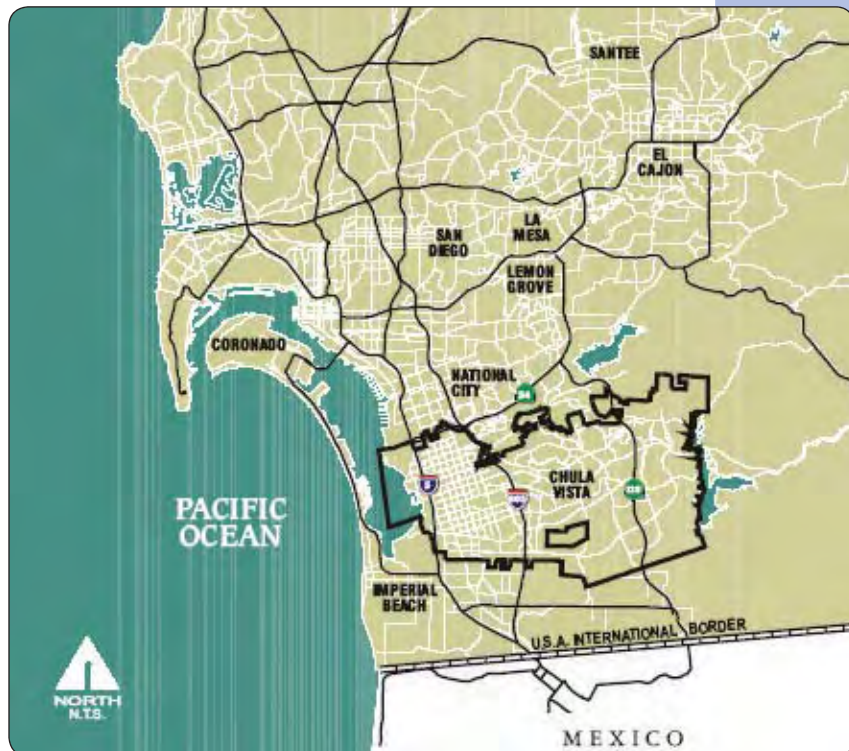 SANTEE
EL
CAJON
LA
MESA
SAN
DIEGO
LEMON
GROVE
CORONADO
NATIONAL
CITY
54
CHULA
VISTA
5
805
125
PACIFIC
OCEAN
IMPERIAL
BEACH
U.S.A. INTERNATIONAL BORDER
NORTH
N.T.S.
MEXICO